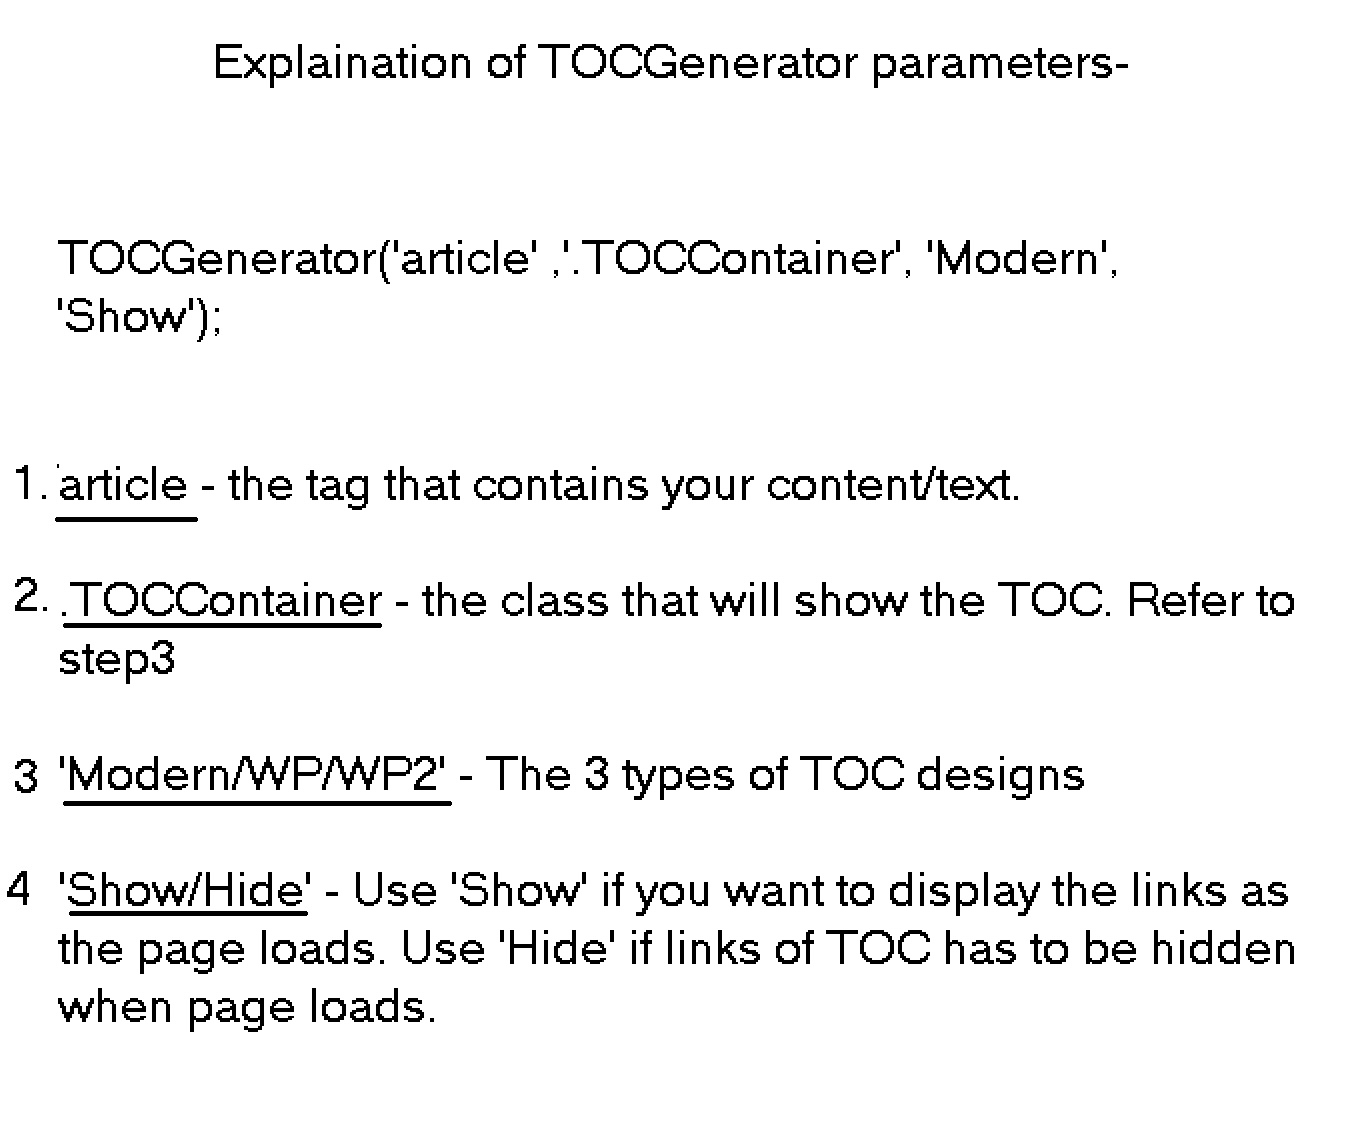 Explaination of TOCGenerator parameters-
TOCGenerator('article' ,'.TOCContainer', 'Modern',
'Show');
1. 'article - the tag that contains your content/text.
2. .TOCContainer - the class that will show the TOC. Refer to
step3
3 'Modern/WP/WP2' - The 3 types of TOC designs
4 'Show/Hide' - Use 'Show' if you want to display the links as
the page loads. Use 'Hide' if links of TOC has to be hidden
when page loads.